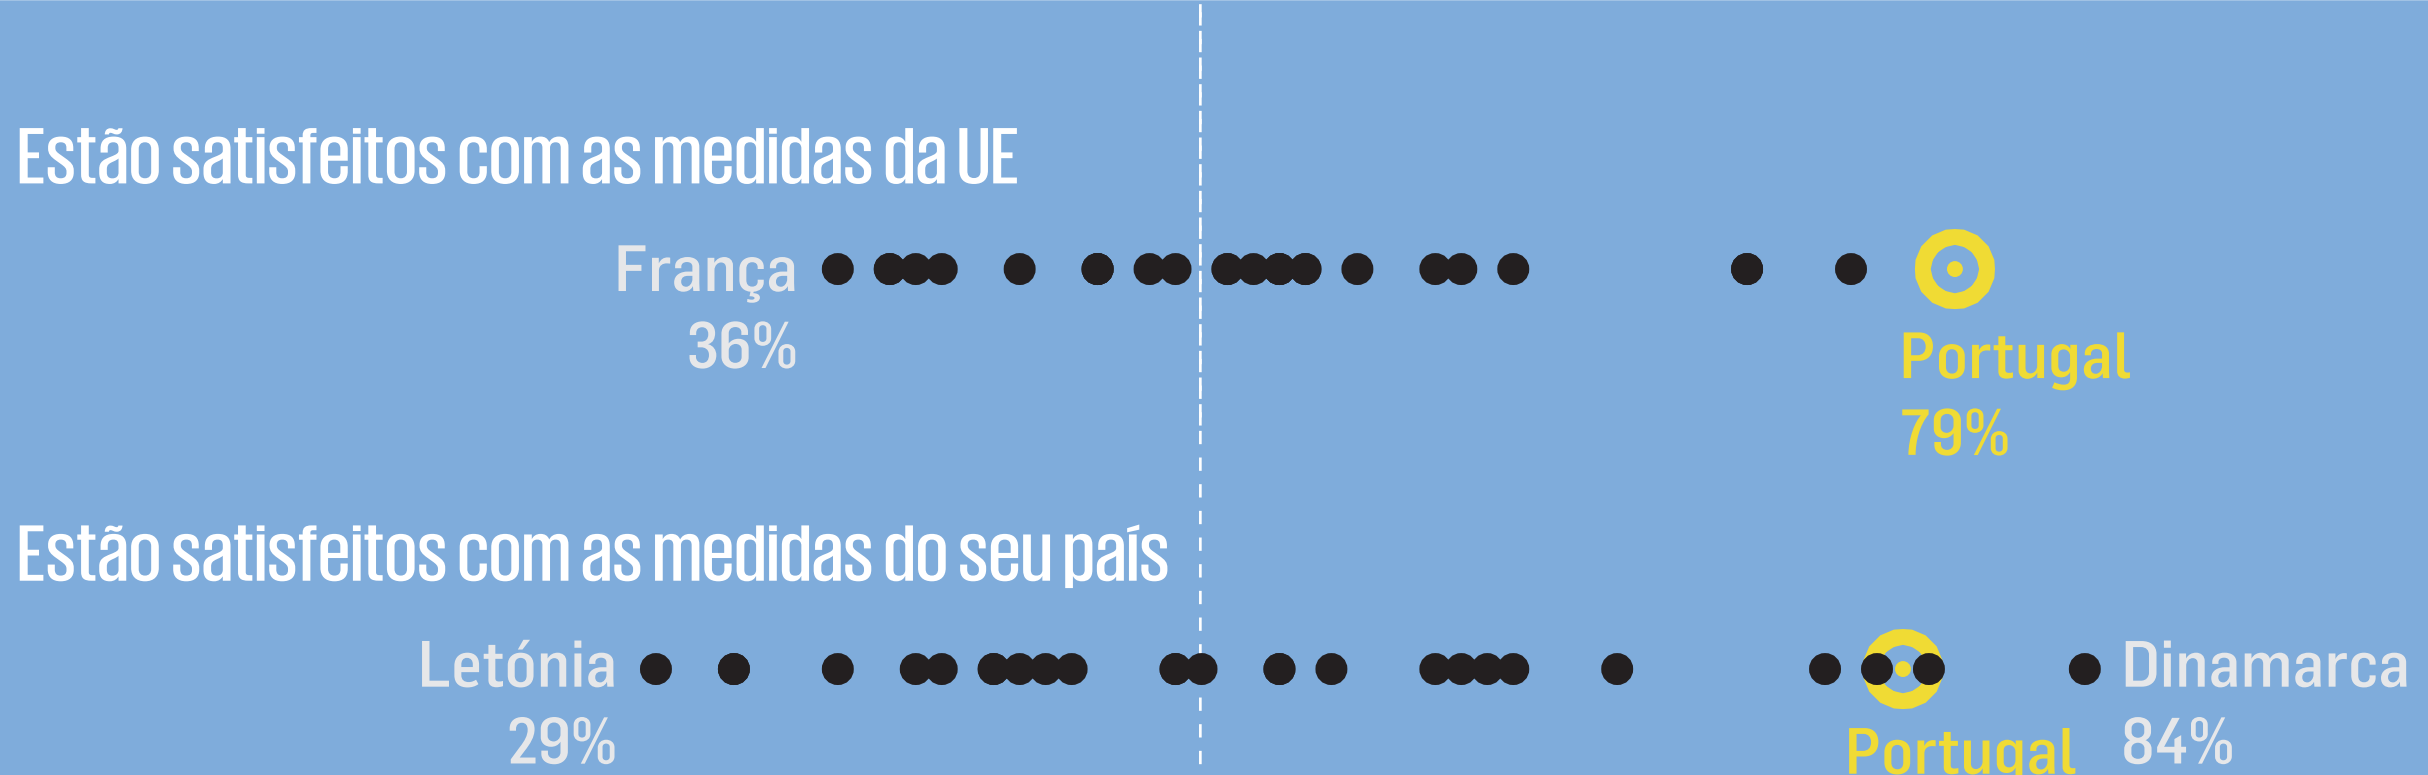 Estão satisfeitos com as medidas da UE
França
36%
Portugal
79%
Estão satisfeitos com as medidas do seu país
Letónia
29%
Portugal
Dinamarca
84%